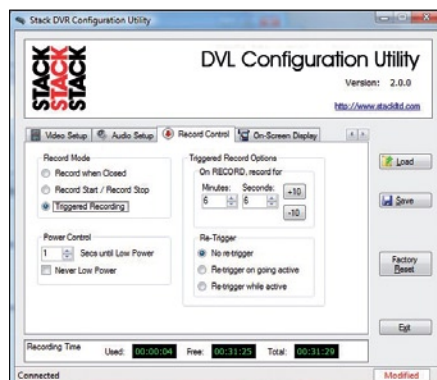 Stack DVR Configuration Utility
STACK
STACK
STACK
DVL Configuration Utility
Version: 2.0.0
http://www.stackltd.com
Video Setup Audio Setup Record Control On-Screen Display
Record Mode
Record when Closed
Record Start / Record Stop
Triggered Recording
Power Control
1 Secs until Low Power
Never Low Power
Triggered Record Options
On RECORD, record for
Minutes: Seconds:
6 6 +10
-10
Re-Trigger
No re-trigger
Re-trigger on going active
Re-trigger while active
Load
Save
Factory Reset
Exit
Recording Time Used: 00:00:04 Free: 00:31:25 Total: 00:31:29
Connected Modified